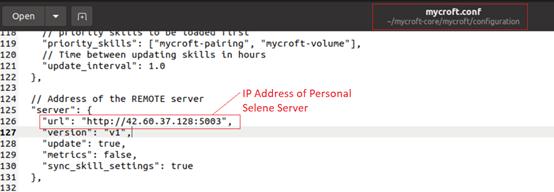 Open
mycroft.conf
~/mycroft-core/mycroft/configuration
118 // priority skills to be loaded first
119 "priority_skills": ["mycroft-pairing", "mycroft-volume"],
120 // Time between updating skills in hours
121 "update_interval": 1.0
122 },
123
124 // Address of the REMOTE server
125 "server": {
126 "url": "http://42.60.37.128:5003",
127 "version": "v1",
128 "update": true,
129 "metrics": false,
130 "sync_skill_settings": true
131 },
132
IP Address of Personal
Selene Server